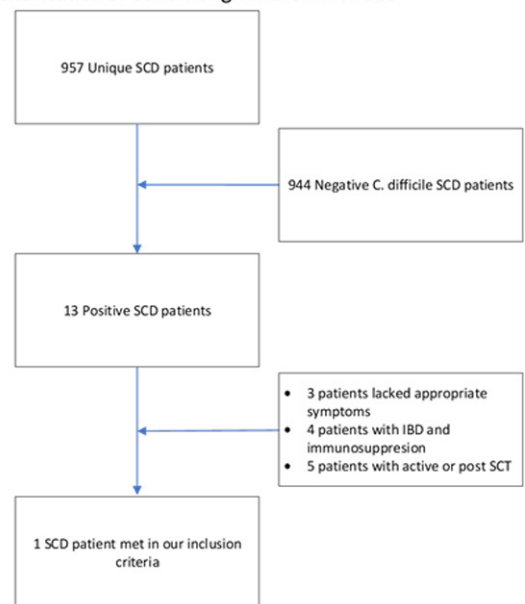 957 Unique SCD patients
944 Negative C. difficile SCD patients
13 Positive SCD patients
• 3 patients lacked appropriate
symptoms
• 4 patients with IBD and
immunosuppresion
• 5 patients with active or post SCT
1 SCD patient met in our inclusion
criteria